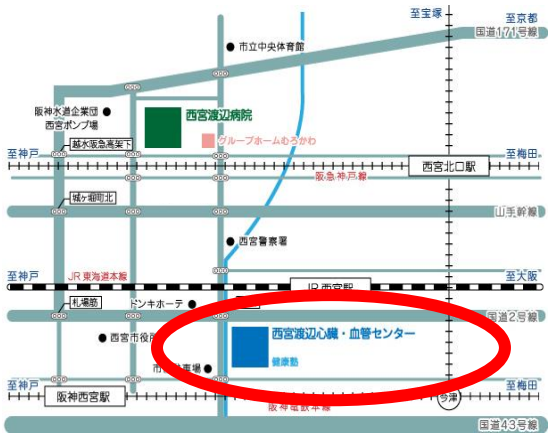 至宝塚
至京都
国道171号線
市立中央体育館
阪神水道企業団
西宮ポンプ場
西宮渡辺病院
グループホームむろかわ
越水阪急高架下
至神戸
至梅田
西宮北口駅
阪急神戸線
城ヶ堀町北
山手幹線
西宮警察署
至神戸
JR東海道本線
至大阪
JR西宮駅
札場筋
ドンキホーテ
国道2号線
西宮市役所
西宮渡辺心臓・血管センター
健康塾
至神戸
至梅田
阪神西宮駅
阪神電鉄本線
今津
国道43号線